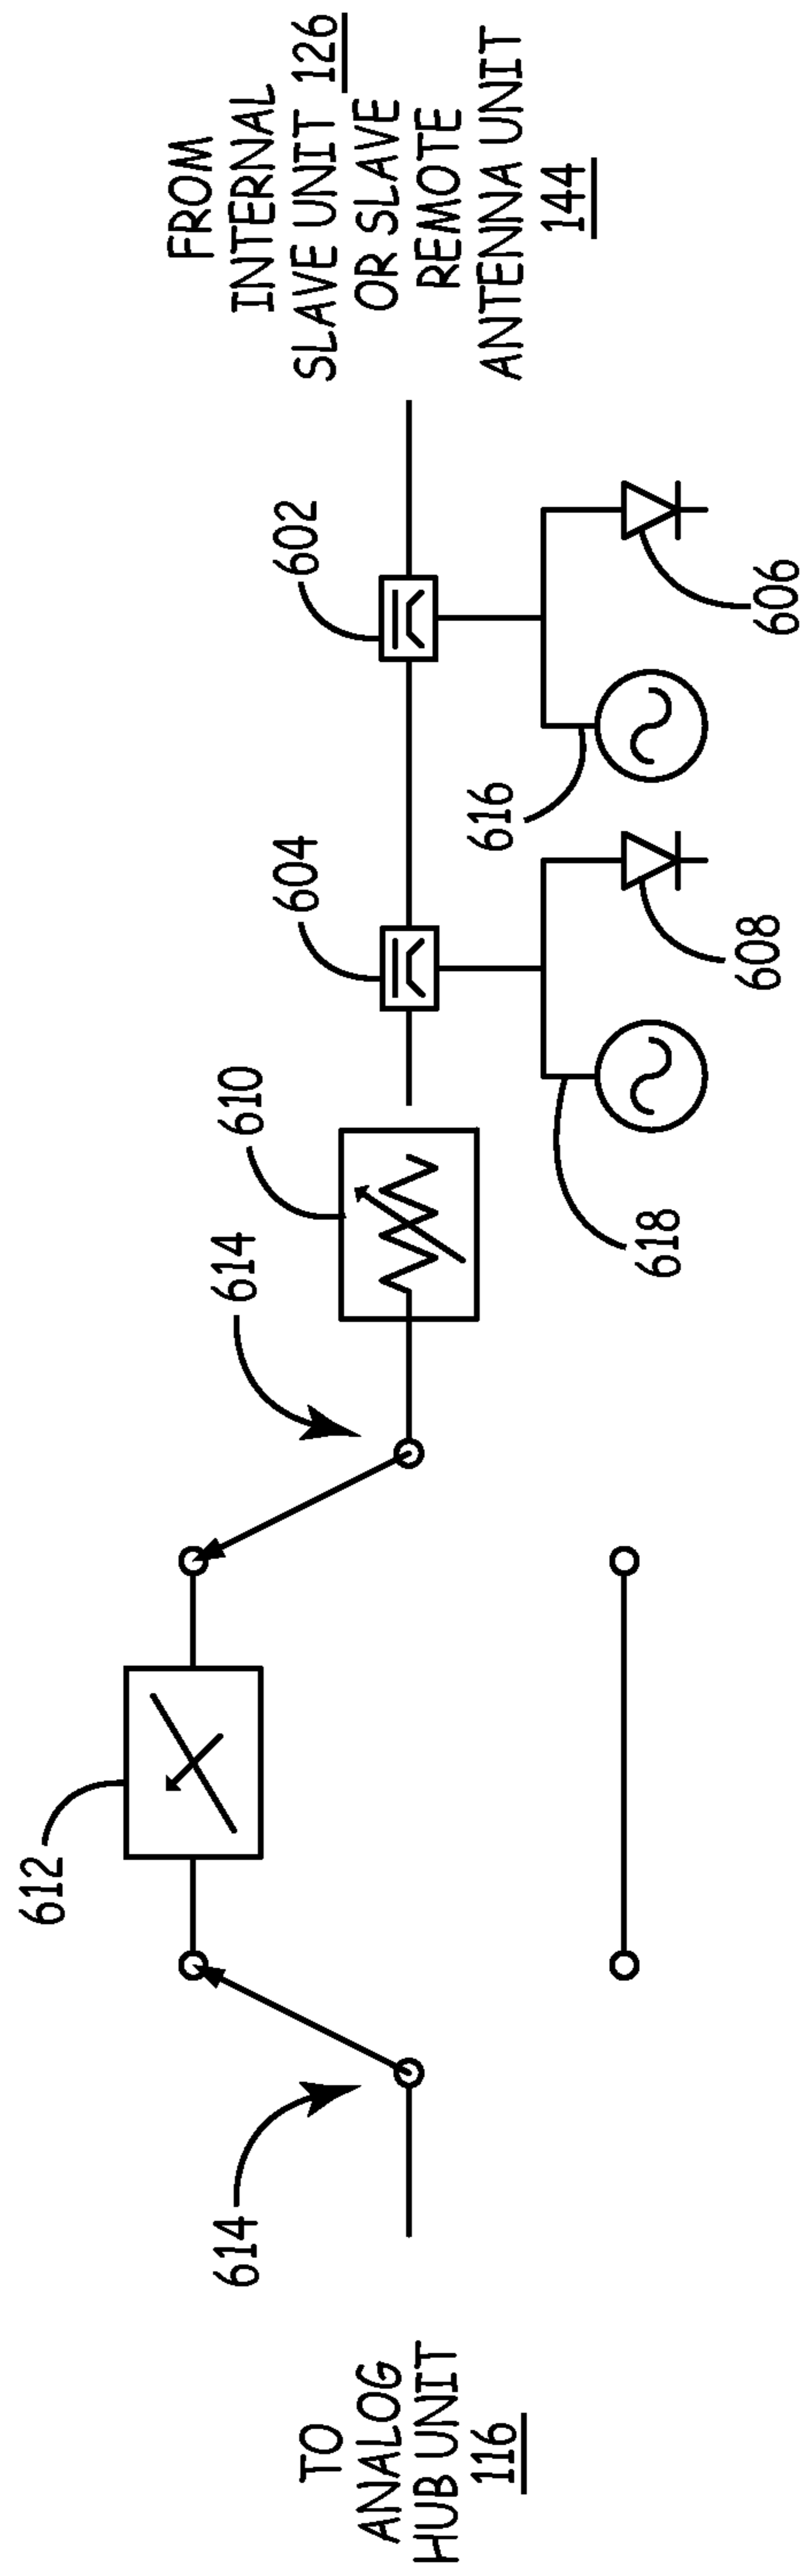 TO
ANALOG
HUB UNIT
116
614
612
614
610
618
604
608
616
602
606
FROM
INTERNAL
SLAVE UNIT 126
OR SLAVE
REMOTE
ANTENNA UNIT
144